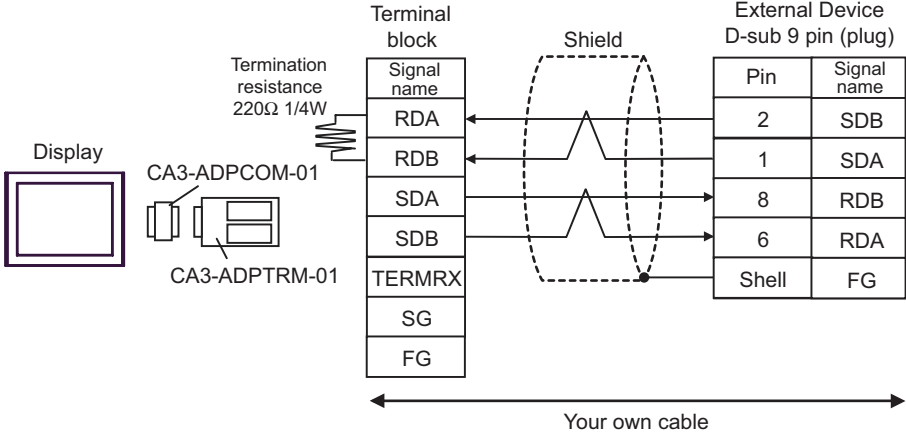 Terminal
block
External Device
D-sub 9 pin (plug)
Shield
Termination
resistance
220Ω 1/4W
Signal
name
Pin
Signal
name
RDA
2
SDB
RDB
1
SDA
Display
CA3-ADPCOM-01
SDA
8
RDB
SDB
6
RDA
CA3-ADPTRM-01
TERMRX
Shell
FG
SG
FG
Your own cable